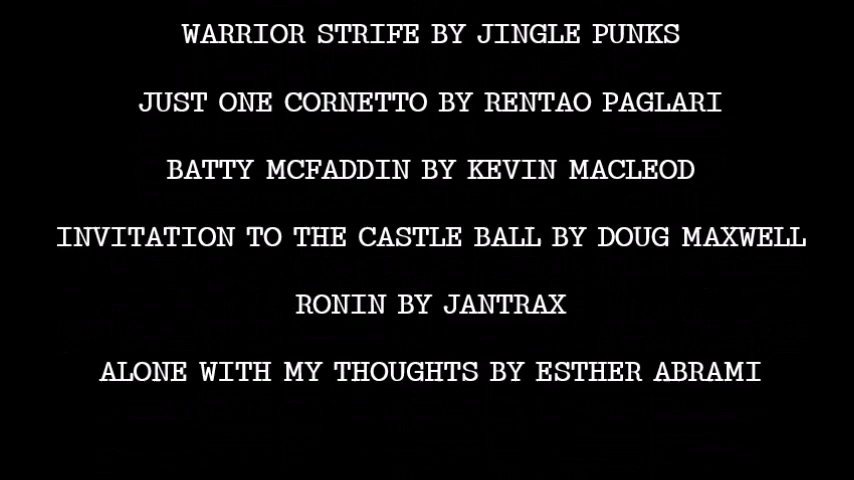 WARRIOR STRIFE BY JINGLE PUNKS
JUST ONE CORNETTO BY RENTAO PAGLARI
BATTY MCFADDIN BY KEVIN MACLEOD
INVITATION TO THE CASTLE BALL BY DOUG MAXWELL
RONIN BY JANTRAX
ALONE WITH MY THOUGHTS BY ESTHER ABRAMI